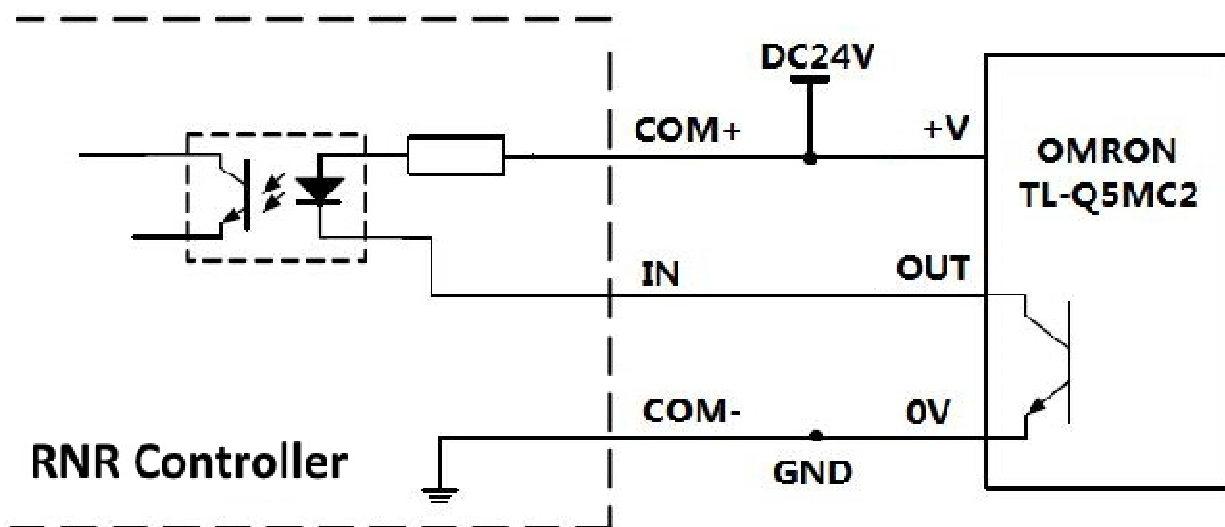 DC24V
COM+
+V
OMRON
TL-Q5MC2
IN
OUT
COM-
0V
RNR Controller
GND